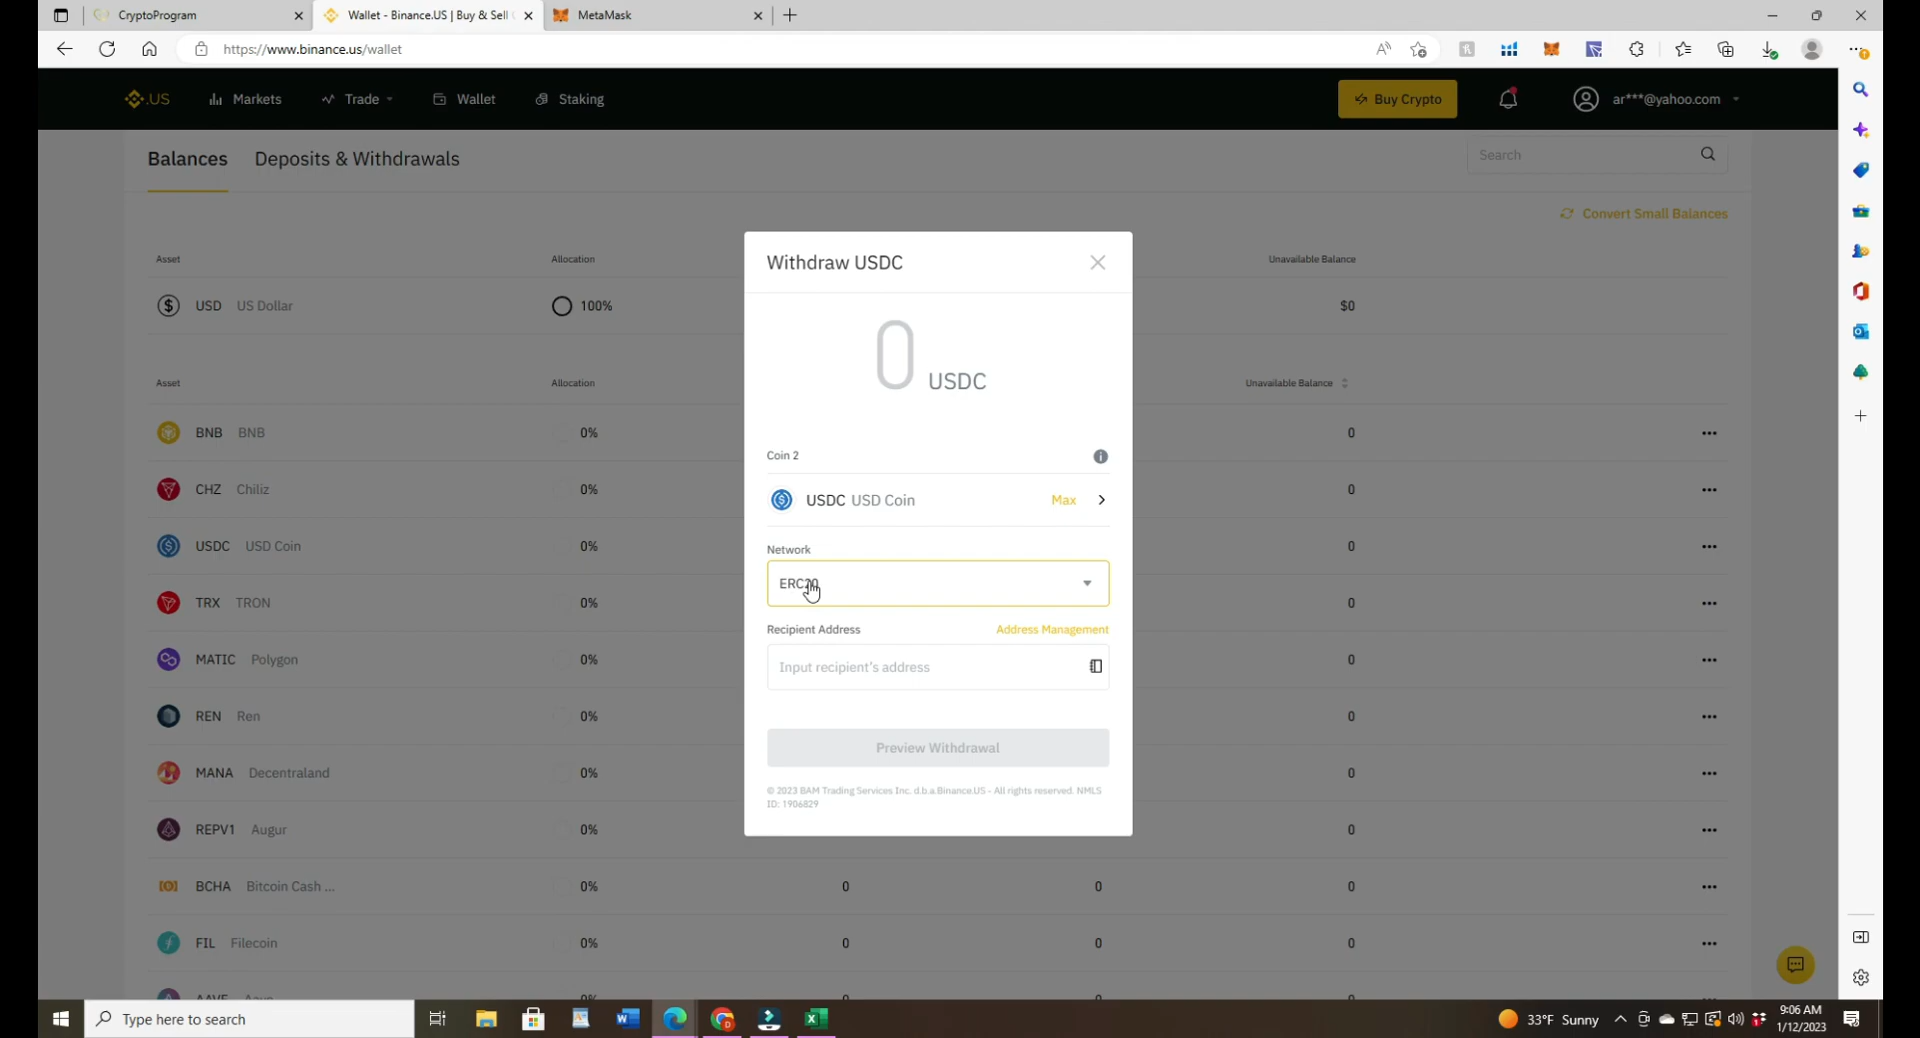 CryptoProgram
Wallet - Binance.US | Buy & Sell
MetaMask
https://www.binance.us/wallet
.US
Markets
Trade
Wallet
Staking
Buy Crypto
ar***@yahoo.com
Balances
Deposits & Withdrawals
Search
Convert Small Balances
Asset Allocation Unavailable Balance
USD US Dollar 100% $0
Asset Allocation Unavailable Balance
BNB BNB 0% 0
CHZ Chiliz 0% 0
USDC USD Coin 0% 0
TRX TRON 0% 0
MATIC Polygon 0% 0
REN Ren 0% 0
MANA Decentraland 0% 0
REPV1 Augur 0% 0
BCHA Bitcoin Cash ... 0% 0 0 0
FIL Filecoin 0% 0 0 0
Withdraw USDC
0 USDC
Coin 2
USDC USD Coin Max
Network
ERC20
Recipient Address Address Management
Input recipient's address
Preview Withdrawal
© 2023 BAM Trading Services Inc. d.b.a.Binance.US - All rights reserved. NMLS
ID: 1906829
Type here to search
33°F Sunny
9:06 AM
1/12/2023